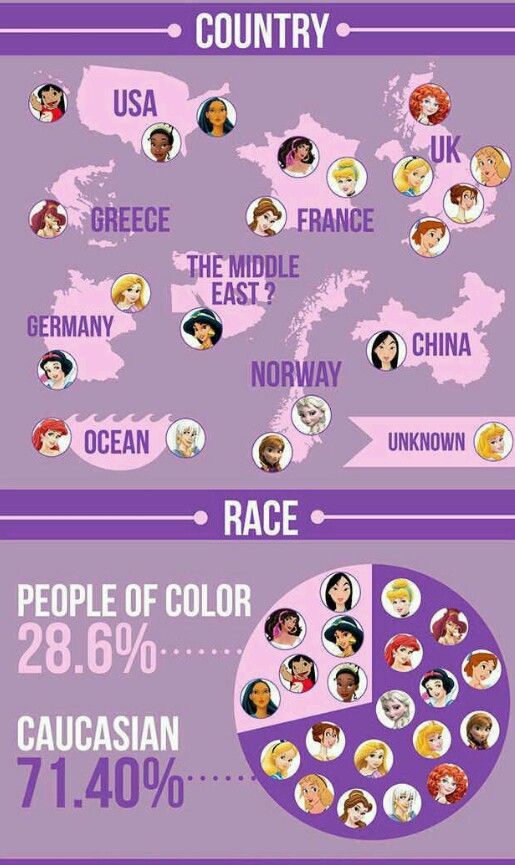 COUNTRY
USA
UK
GREECE
FRANCE
THE MIDDLE
EAST ?
GERMANY
CHINA
NORWAY
OCEAN
UNKNOWN
RACE
PEOPLE OF COLOR
28.6%
CAUCASIAN
71.40%